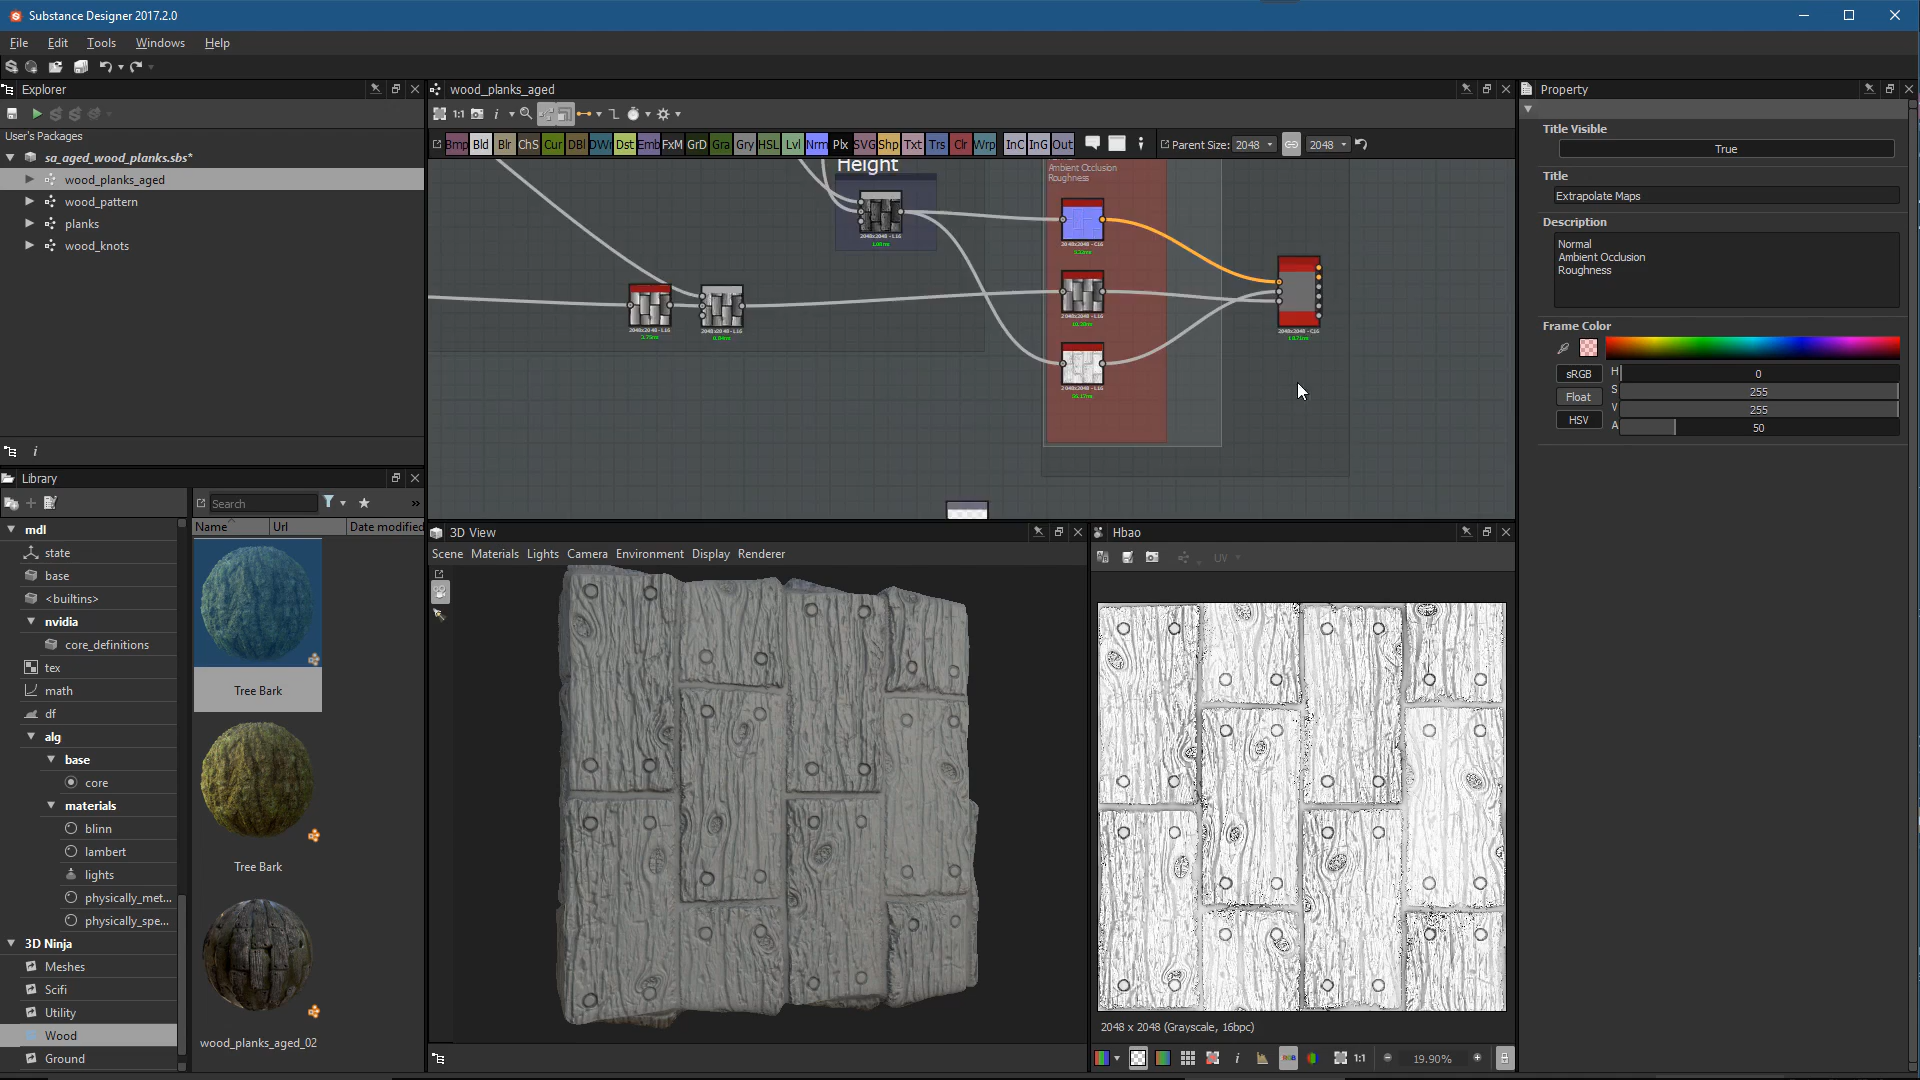 Substance Designer 2017.2.0
File Edit Tools Windows Help
Explorer
User's Packages
sa_aged_wood_planks.sbs*
wood_planks_aged
wood_pattern
planks
wood_knots
Library
Search
Name Url Date modified
mdl
state
base
<builtins>
nvidia
core_definitions
tex
math
df
alg
base
core
materials
blinn
lambert
lights
physically_met...
physically_spe...
3D Ninja
Meshes
Scifi
Utility
Wood
Ground
Tree Bark
Tree Bark
wood_planks_aged_02
wood_planks_aged
1:1
Bmp Bld Blr ChS Cur DBl DWr Dst Emb FxM GrD Gra Gry HSL Lvl Nrm Plx SVG Shp Txt Trs Clr Wrp InC InG Out Parent Size: 2048 2048
Height
Ambient Occlusion
Roughness
3D View
Scene Materials Lights Camera Environment Display Renderer
Hbao
UV
2048 x 2048 (Grayscale, 16bpc)
1:1 19.90%
Property
Title Visible
True
Title
Extrapolate Maps
Description
Normal
Ambient Occlusion
Roughness
Frame Color
sRGB H 0
Float S 255
HSV V 255
A 50